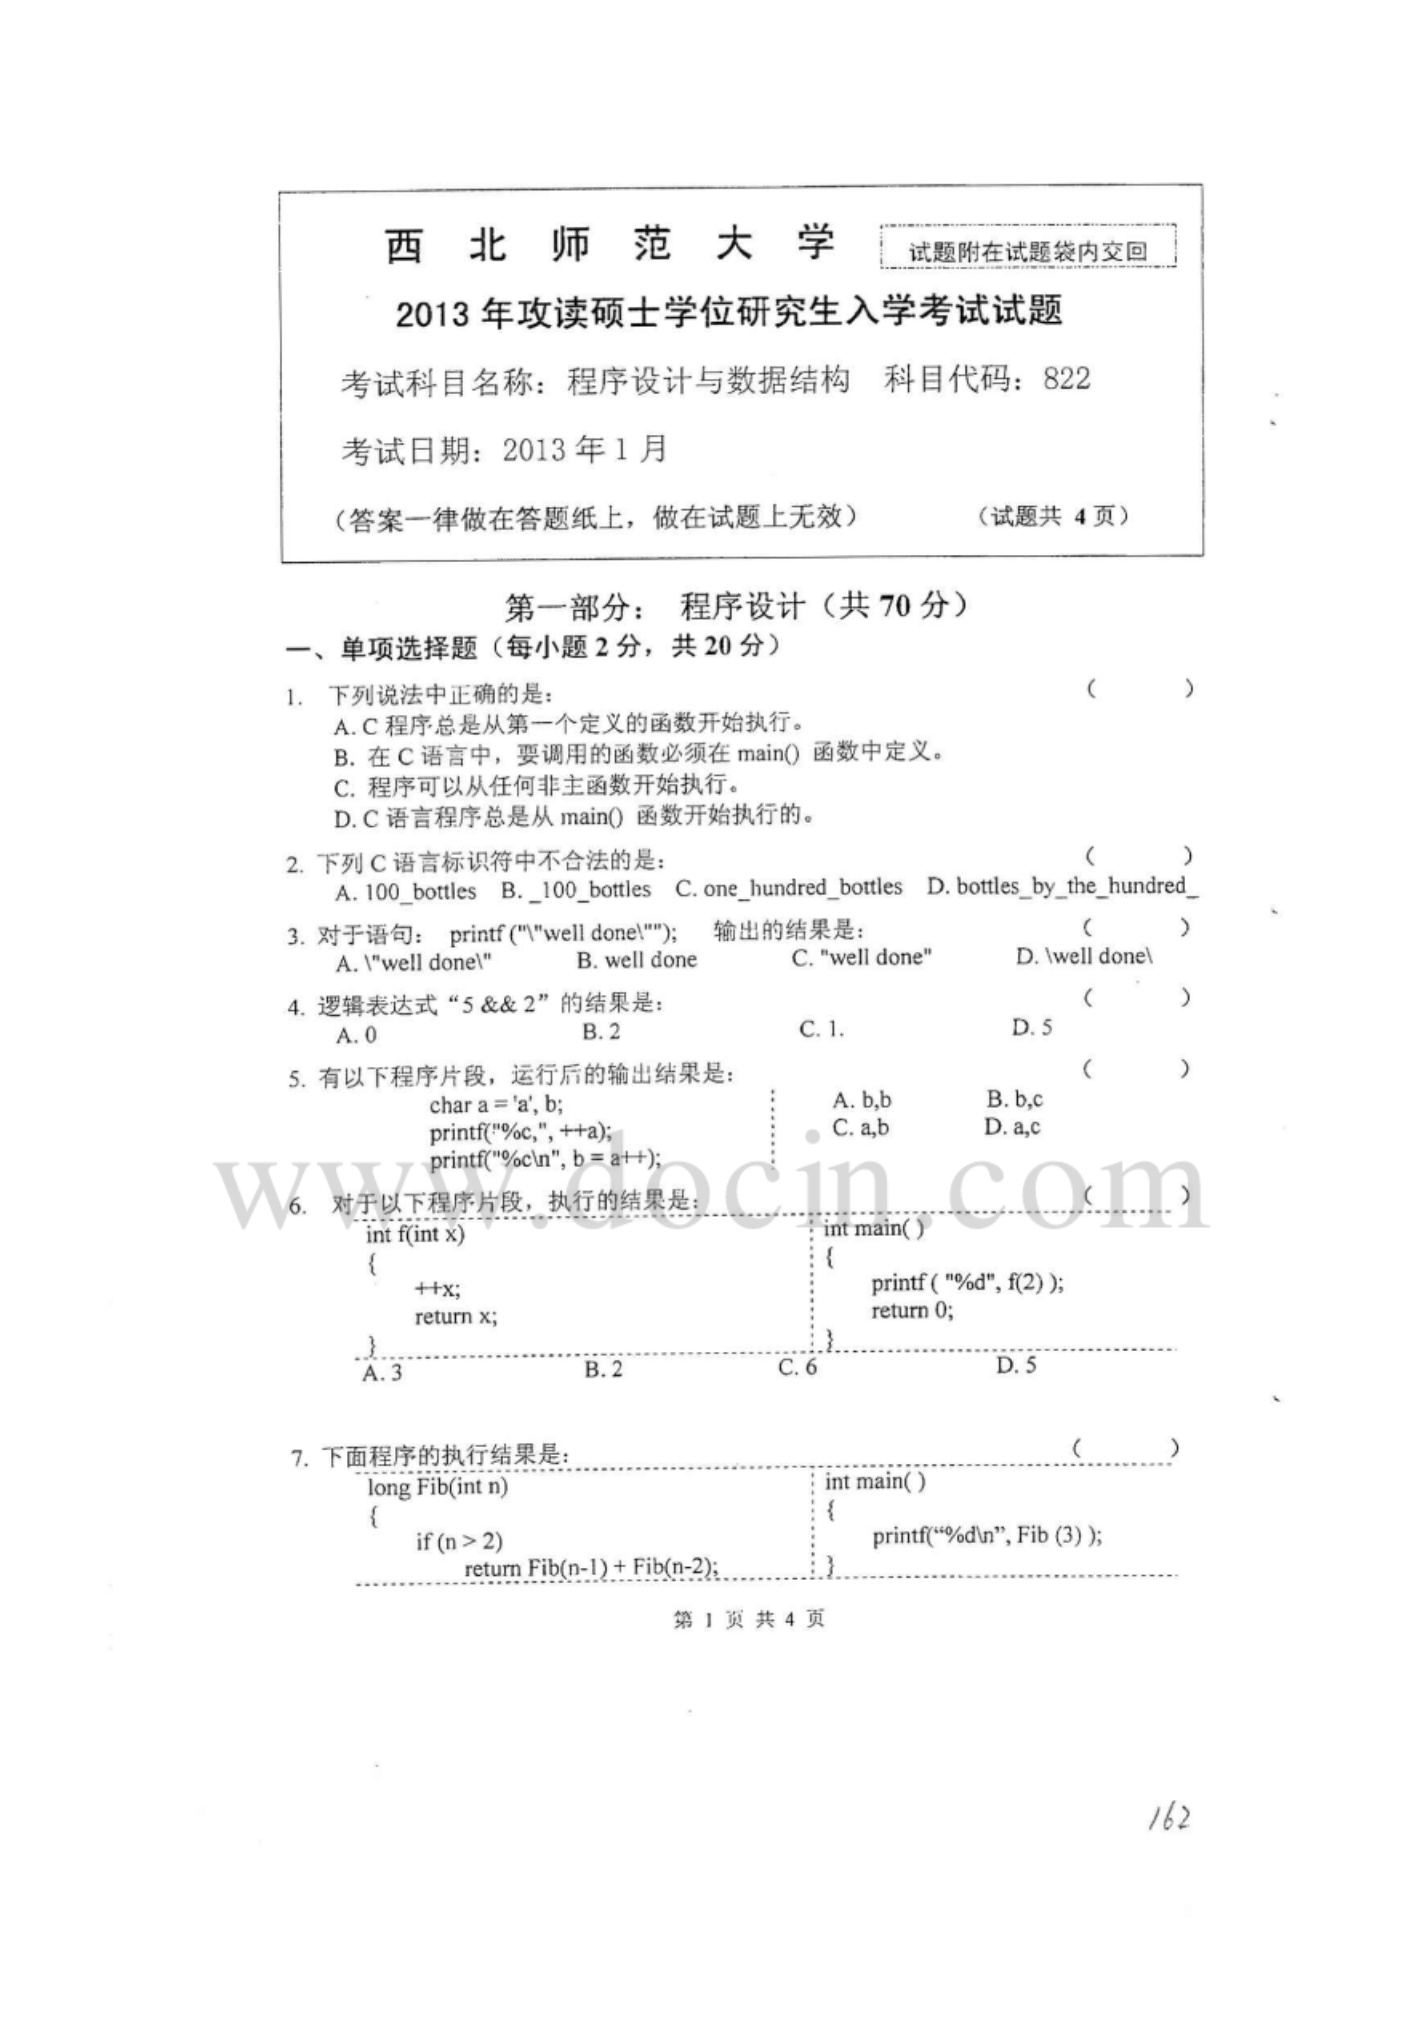 西 北 师 范 大 学
试题附在试题袋内交回
2013 年攻读硕士学位研究生入学考试试题
考试科目名称：程序设计与数据结构 科目代码：822
考试日期：2013 年 1 月
（答案一律做在答题纸上，做在试题上无效） （试题共 4 页）
第一部分： 程序设计（共 70 分）
一、单项选择题（每小题 2 分，共 20 分）
1. 下列说法中正确的是： （ ）
A. C 程序总是从第一个定义的函数开始执行。
B. 在 C 语言中，要调用的函数必须在 main() 函数中定义。
C. 程序可以从任何非主函数开始执行。
D. C 语言程序总是从 main() 函数开始执行的。
2. 下列 C 语言标识符中不合法的是： （ ）
A. 100_bottles B. _100_bottles C. one_hundred_bottles D. bottles_by_the_hundred_
3. 对于语句： printf ("\"well done\""); 输出的结果是： （ ）
A. \"well done\" B. well done C. "well done" D. \well done\
4. 逻辑表达式“5 && 2”的结果是： （ ）
A. 0 B. 2 C. 1. D. 5
5. 有以下程序片段，运行后的输出结果是： （ ）
char a = 'a', b; A. b,b B. b,c
printf("%c,", ++a); C. a,b D. a,c
printf("%c\n", b = a++);
www.docin.com
6. 对于以下程序片段，执行的结果是： （ ）
int f(int x) int main( )
{ {
++x; printf ( "%d", f(2) );
return x; return 0;
} }
A. 3 B. 2 C. 6 D. 5
7. 下面程序的执行结果是： （ ）
long Fib(int n) int main( )
{ {
if (n > 2) printf(“%d\n”, Fib (3) );
return Fib(n-1) + Fib(n-2); }
第 1 页 共 4 页
162